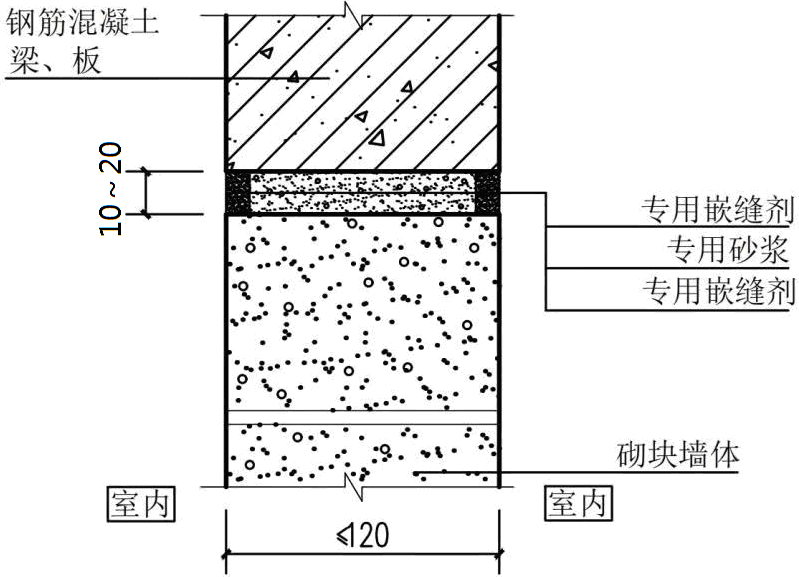 钢筋混凝土
梁、板
10～20
专用嵌缝剂
专用砂浆
专用嵌缝剂
砌块墙体
室内
室内
≤120